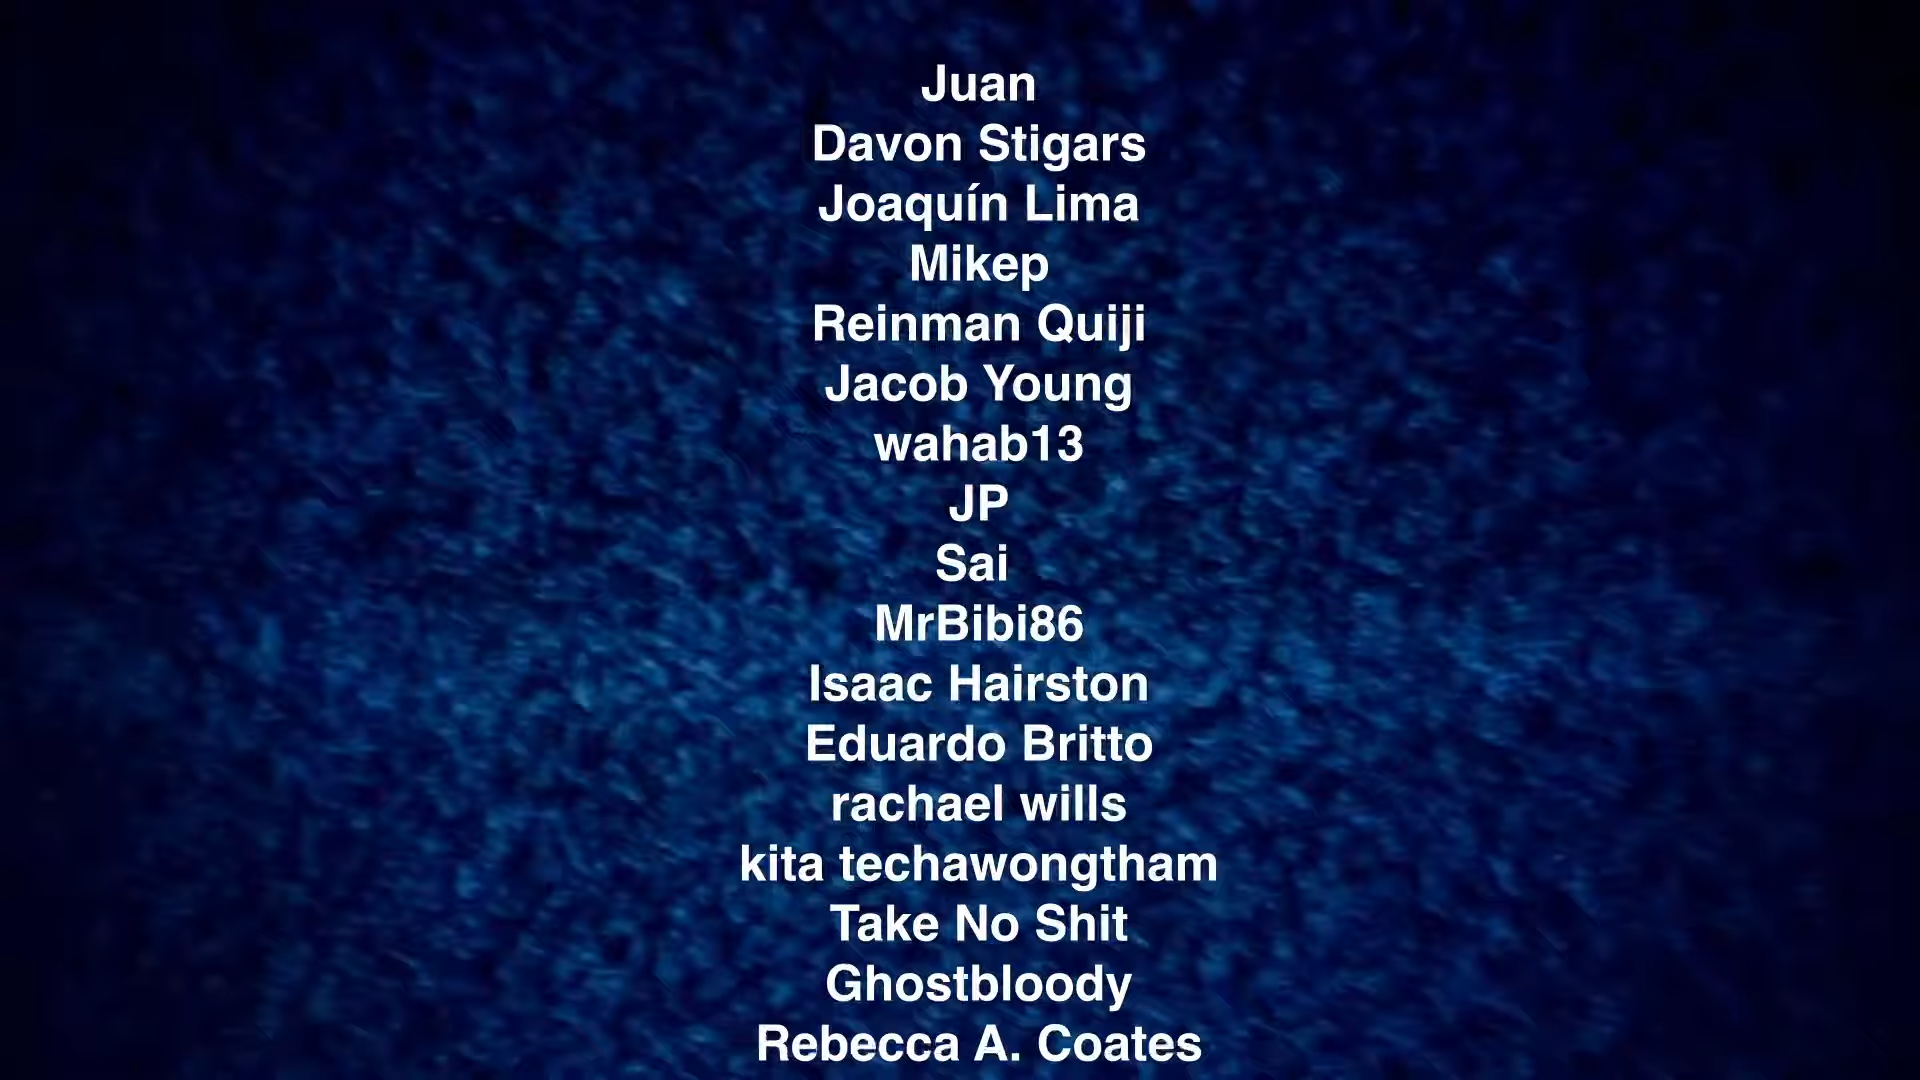 Juan
Davon Stigars
Joaquín Lima
Mikep
Reinman Quiji
Jacob Young
wahab13
JP
Sai
MrBibi86
Isaac Hairston
Eduardo Britto
rachael wills
kita techawongtham
Take No Shit
Ghostbloody
Rebecca A. Coates